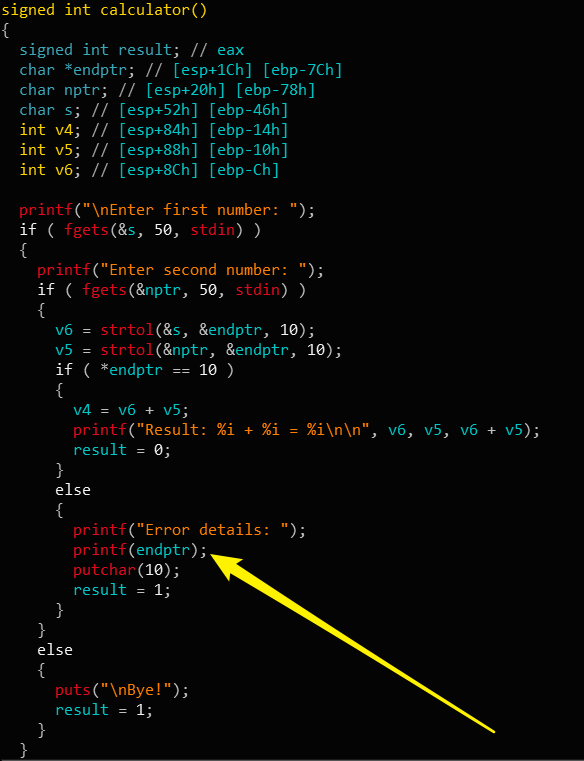 signed int calculator()
{
  signed int result; // eax
  char *endptr; // [esp+1Ch] [ebp-7Ch]
  char nptr; // [esp+20h] [ebp-78h]
  char s; // [esp+52h] [ebp-46h]
  int v4; // [esp+84h] [ebp-14h]
  int v5; // [esp+88h] [ebp-10h]
  int v6; // [esp+8Ch] [ebp-Ch]

  printf("\nEnter first number: ");
  if ( fgets(&s, 50, stdin) )
  {
    printf("Enter second number: ");
    if ( fgets(&nptr, 50, stdin) )
    {
      v6 = strtol(&s, &endptr, 10);
      v5 = strtol(&nptr, &endptr, 10);
      if ( *endptr == 10 )
      {
        v4 = v6 + v5;
        printf("Result: %i + %i = %i\n\n", v6, v5, v6 + v5);
        result = 0;
      }
      else
      {
        printf("Error details: ");
        printf(endptr);
        putchar(10);
        result = 1;
      }
    }
    else
    {
      puts("\nBye!");
      result = 1;
    }
  }